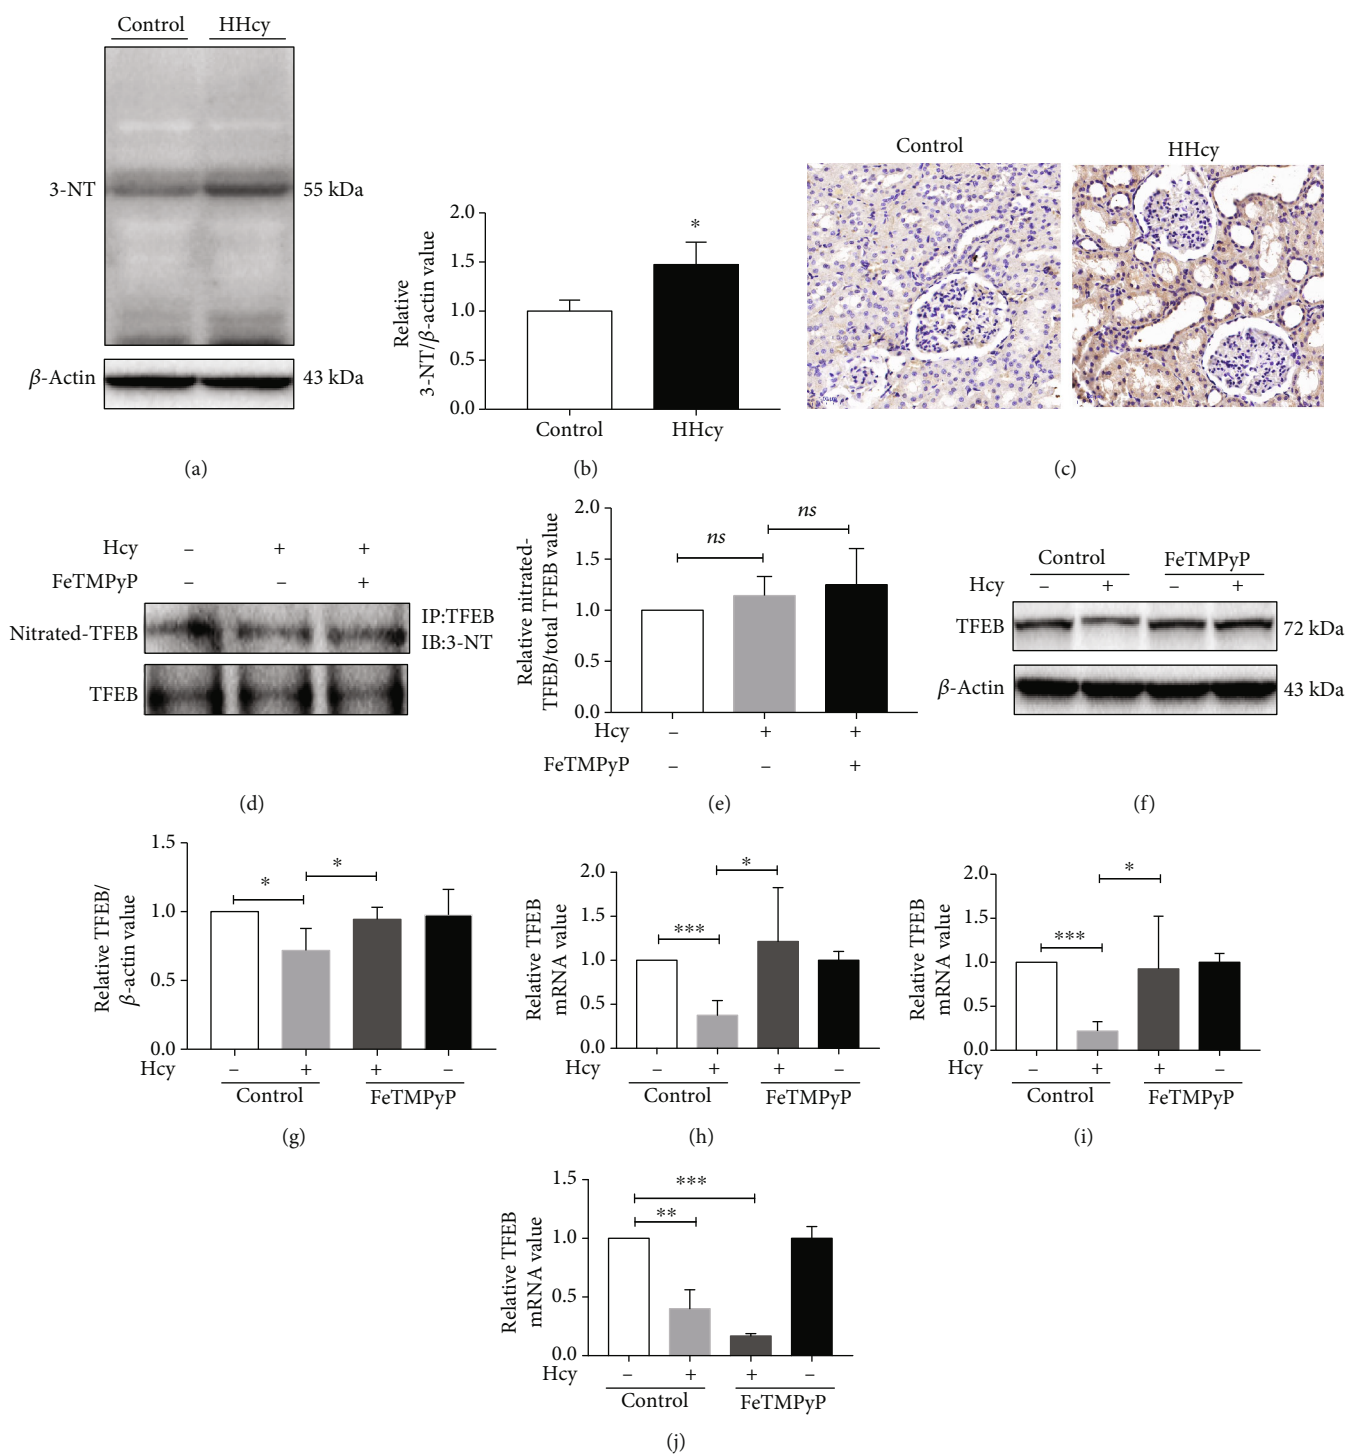 Control HHcy
3-NT 55 kDa
β-Actin 43 kDa
(a)
Relative
3-NT/β-actin value
2.0
1.5
1.0
0.5
0.0
*
Control HHcy
(b)
Control HHcy
(c)
Hcy – + +
FeTMPyP – – +
Nitrated-TFEB IP:TFEB
IB:3-NT
TFEB
(d)
Relative nitrated-
TFEB/total TFEB value
2.0
1.5
1.0
0.5
0.0
ns
ns
Hcy – + +
FeTMPyP – – +
(e)
Control FeTMPyP
Hcy – + – +
TFEB 72 kDa
β-Actin 43 kDa
(f)
Relative TFEB/
β-actin value
1.5
1.0
0.5
0.0
* *
Hcy – + + –
Control FeTMPyP
(g)
Relative TFEB
mRNA value
2.0
1.5
1.0
0.5
0.0
*** *
Hcy – + + –
Control FeTMPyP
(h)
Relative TFEB
mRNA value
2.0
1.5
1.0
0.5
0.0
*** *
Hcy – + + –
Control FeTMPyP
(i)
Relative TFEB
mRNA value
1.5
1.0
0.5
0.0
***
**
Hcy – + + –
Control FeTMPyP
(j)